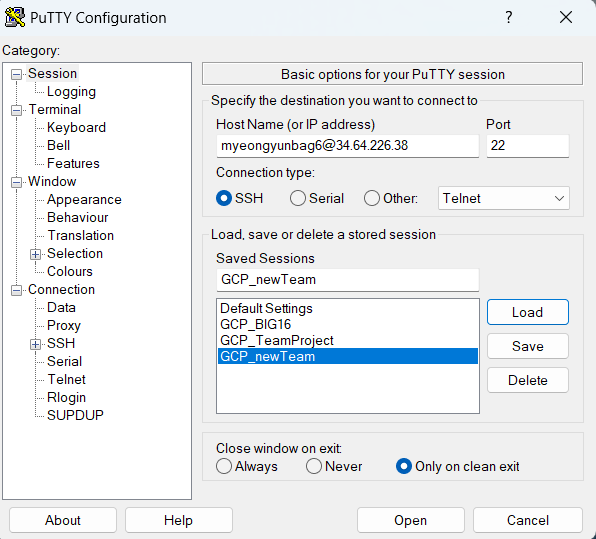 PuTTY Configuration
Category:
Session
Logging
Terminal
Keyboard
Bell
Features
Window
Appearance
Behaviour
Translation
Selection
Colours
Connection
Data
Proxy
SSH
Serial
Telnet
Rlogin
SUPDUP
Basic options for your PuTTY session
Specify the destination you want to connect to
Host Name (or IP address) Port
myeongyunbag6@34.64.226.38 22
Connection type:
SSH Serial Other: Telnet
Load, save or delete a stored session
Saved Sessions
GCP_newTeam
Default Settings
GCP_BIG16
GCP_TeamProject
GCP_newTeam
Load
Save
Delete
Close window on exit:
Always Never Only on clean exit
About Help Open Cancel